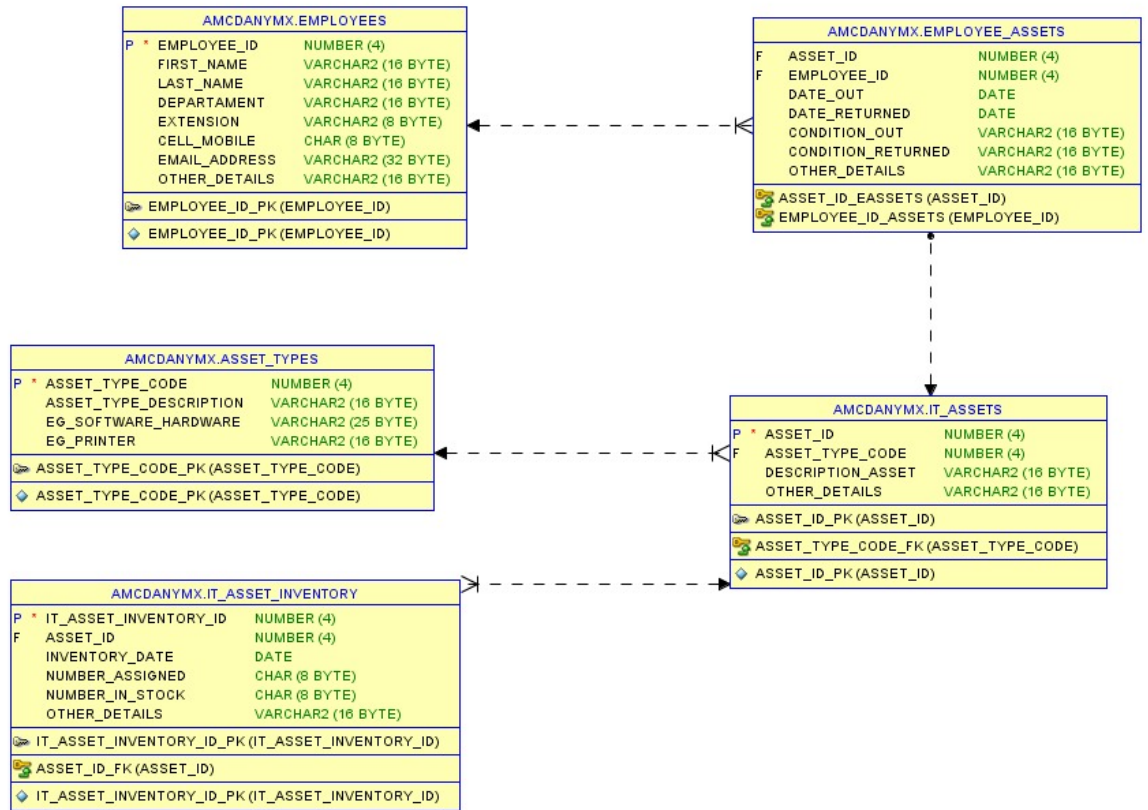 AMCDANYMX.EMPLOYEES
P * EMPLOYEE_ID NUMBER (4)
FIRST_NAME VARCHAR2 (16 BYTE)
LAST_NAME VARCHAR2 (16 BYTE)
DEPARTAMENT VARCHAR2 (16 BYTE)
EXTENSION VARCHAR2 (8 BYTE)
CELL_MOBILE CHAR (8 BYTE)
EMAIL_ADDRESS VARCHAR2 (32 BYTE)
OTHER_DETAILS VARCHAR2 (16 BYTE)
EMPLOYEE_ID_PK (EMPLOYEE_ID)
EMPLOYEE_ID_PK (EMPLOYEE_ID)
AMCDANYMX.EMPLOYEE_ASSETS
F ASSET_ID NUMBER (4)
F EMPLOYEE_ID NUMBER (4)
DATE_OUT DATE
DATE_RETURNED DATE
CONDITION_OUT VARCHAR2 (16 BYTE)
CONDITION_RETURNED VARCHAR2 (16 BYTE)
OTHER_DETAILS VARCHAR2 (16 BYTE)
ASSET_ID_EASSETS (ASSET_ID)
EMPLOYEE_ID_ASSETS (EMPLOYEE_ID)
AMCDANYMX.ASSET_TYPES
P * ASSET_TYPE_CODE NUMBER (4)
ASSET_TYPE_DESCRIPTION VARCHAR2 (16 BYTE)
EG_SOFTWARE_HARDWARE VARCHAR2 (25 BYTE)
EG_PRINTER VARCHAR2 (16 BYTE)
ASSET_TYPE_CODE_PK (ASSET_TYPE_CODE)
ASSET_TYPE_CODE_PK (ASSET_TYPE_CODE)
AMCDANYMX.IT_ASSETS
P * ASSET_ID NUMBER (4)
F ASSET_TYPE_CODE NUMBER (4)
DESCRIPTION_ASSET VARCHAR2 (16 BYTE)
OTHER_DETAILS VARCHAR2 (16 BYTE)
ASSET_ID_PK (ASSET_ID)
ASSET_TYPE_CODE_FK (ASSET_TYPE_CODE)
ASSET_ID_PK (ASSET_ID)
AMCDANYMX.IT_ASSET_INVENTORY
P * IT_ASSET_INVENTORY_ID NUMBER (4)
F ASSET_ID NUMBER (4)
INVENTORY_DATE DATE
NUMBER_ASSIGNED CHAR (8 BYTE)
NUMBER_IN_STOCK CHAR (8 BYTE)
OTHER_DETAILS VARCHAR2 (16 BYTE)
IT_ASSET_INVENTORY_ID_PK (IT_ASSET_INVENTORY_ID)
ASSET_ID_FK (ASSET_ID)
IT_ASSET_INVENTORY_ID_PK (IT_ASSET_INVENTORY_ID)